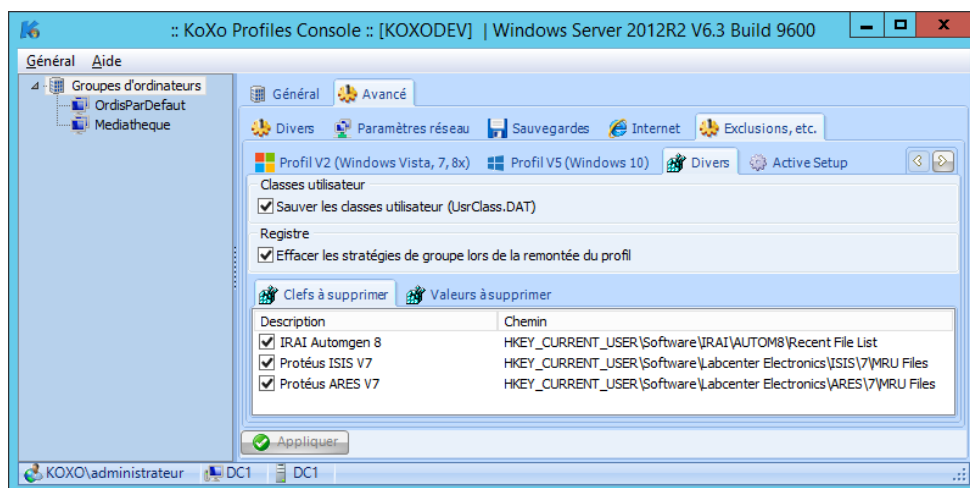 :: KoXo Profiles Console :: [KOXODEV] | Windows Server 2012R2 V6.3 Build 9600
Général Aide
Groupes d'ordinateurs
OrdisParDefaut
Mediatheque
Général Avancé
Divers Paramètres réseau Sauvegardes Internet Exclusions, etc.
Profil V2 (Windows Vista, 7, 8x) Profil V5 (Windows 10) Divers Active Setup
Classes utilisateur
Sauver les classes utilisateur (UsrClass.DAT)
Registre
Effacer les stratégies de groupe lors de la remontée du profil
Clefs à supprimer Valeurs à supprimer
Description Chemin
IRAI Automgen 8 HKEY_CURRENT_USER\Software\IRAI\AUTOM8\Recent File List
Protéus ISIS V7 HKEY_CURRENT_USER\Software\Labcenter Electronics\ISIS\7\MRU Files
Protéus ARES V7 HKEY_CURRENT_USER\Software\Labcenter Electronics\ARES\7\MRU Files
Appliquer
KOXO\administrateur DC1 DC1